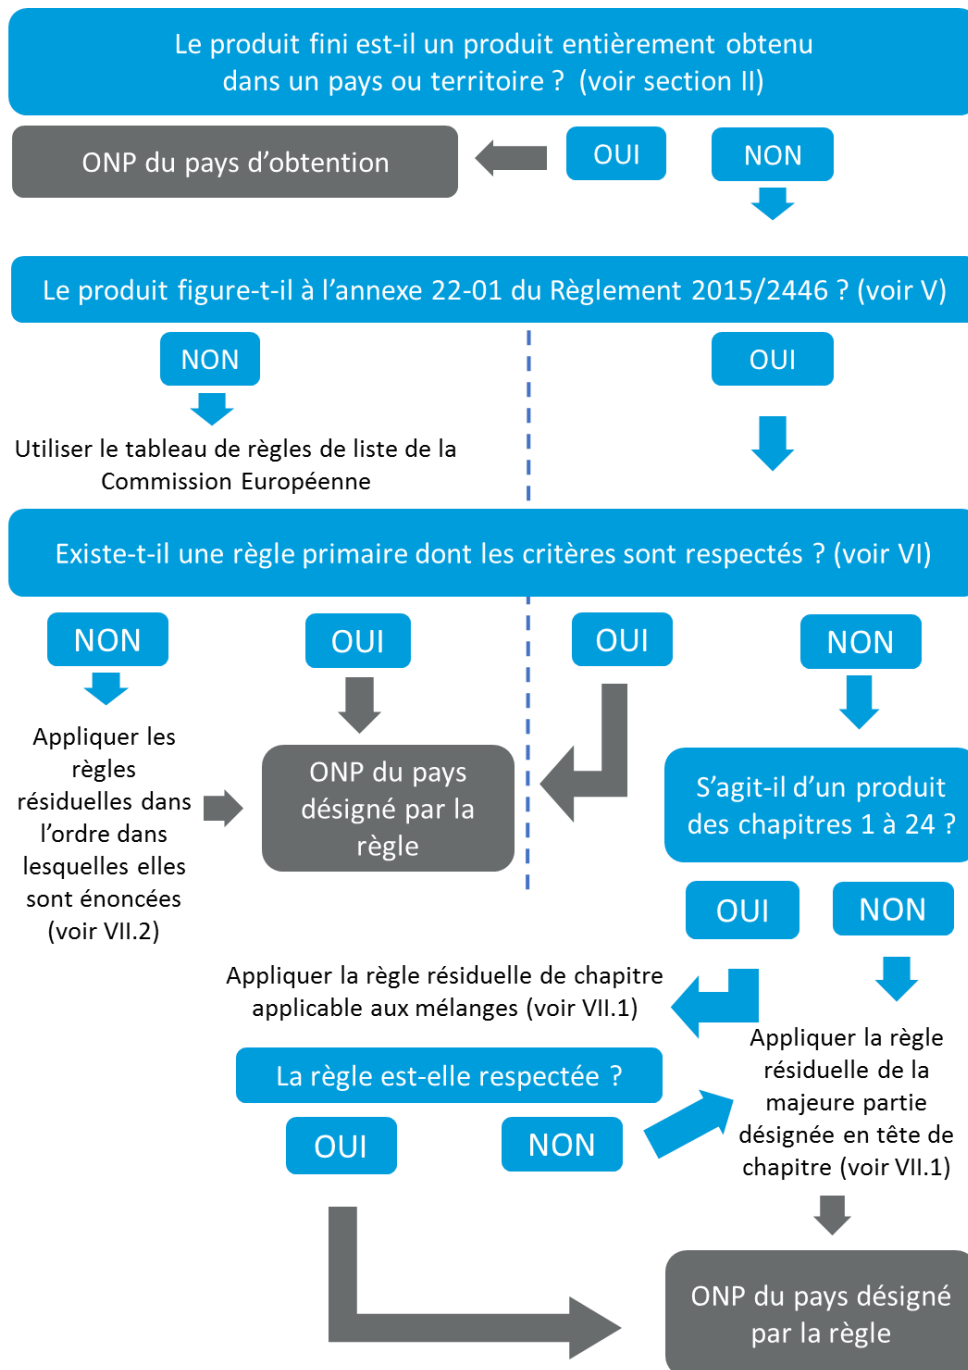 Le produit fini est-il un produit entièrement obtenu
dans un pays ou territoire ? (voir section II)
ONP du pays d'obtention
OUI
NON
Le produit figure-t-il à l'annexe 22-01 du Règlement 2015/2446 ? (voir V)
NON
OUI
Utiliser le tableau de règles de liste de la
Commission Européenne
Existe-t-il une règle primaire dont les critères sont respectés ? (voir VI)
NON
OUI
OUI
NON
Appliquer les
règles
résiduelles dans
l'ordre dans
lesquelles elles
sont énoncées
(voir VII.2)
ONP du pays
désigné par la
règle
S'agit-il d'un produit
des chapitres 1 à 24 ?
OUI
NON
Appliquer la règle résiduelle de chapitre
applicable aux mélanges (voir VII.1)
La règle est-elle respectée ?
OUI
NON
Appliquer la règle
résiduelle de la
majeure partie
désignée en tête de
chapitre (voir VII.1)
ONP du pays désigné
par la règle